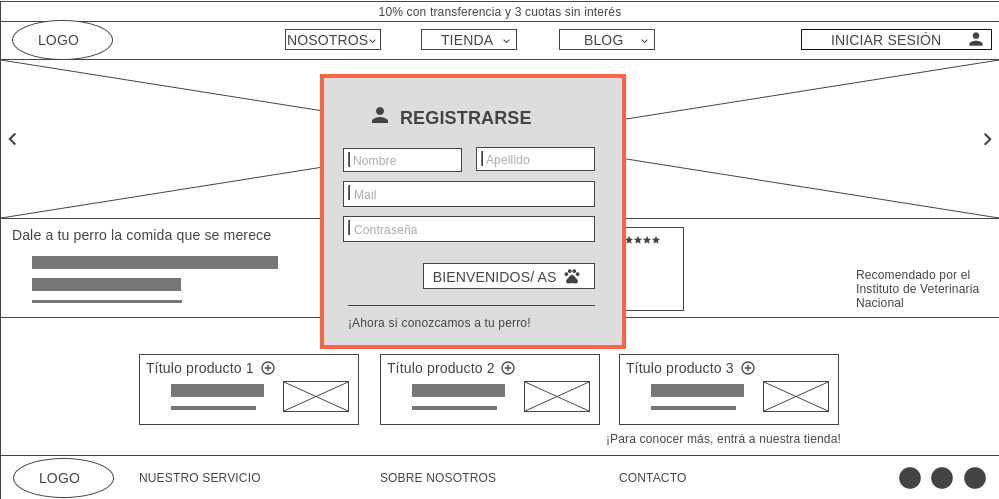 10% con transferencia y 3 cuotas sin interés
LOGO
NOSOTROS
TIENDA
BLOG
INICIAR SESIÓN
REGISTRARSE
Nombre
Apellido
Mail
Contraseña
BIENVENIDOS/ AS
¡Ahora sí conozcamos a tu perro!
Dale a tu perro la comida que se merece
Recomendado por el
Instituto de Veterinaria
Nacional
Título producto 1
Título producto 2
Título producto 3
¡Para conocer más, entrá a nuestra tienda!
LOGO
NUESTRO SERVICIO
SOBRE NOSOTROS
CONTACTO